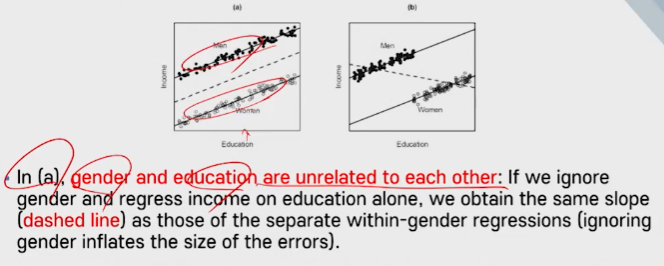 (a)
(b)
Men
Men
Income
Income
Women
Women
Education
Education
In (a), gender and education are unrelated to each other: If we ignore
gender and regress income on education alone, we obtain the same slope
(dashed line) as those of the separate within-gender regressions (ignoring
gender inflates the size of the errors).